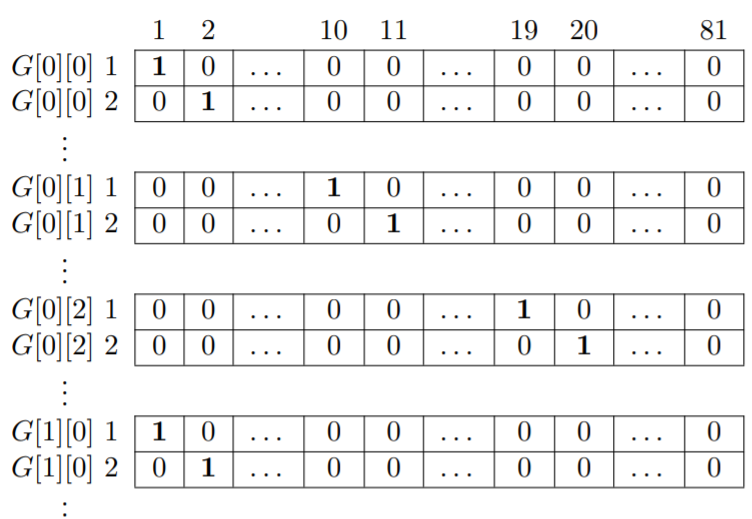 1 2 10 11 19 20 81
G[0][0] 1 1 0 ... 0 0 ... 0 0 ... 0
G[0][0] 2 0 1 ... 0 0 ... 0 0 ... 0
⋮
G[0][1] 1 0 0 ... 1 0 ... 0 0 ... 0
G[0][1] 2 0 0 ... 0 1 ... 0 0 ... 0
⋮
G[0][2] 1 0 0 ... 0 0 ... 1 0 ... 0
G[0][2] 2 0 0 ... 0 0 ... 0 1 ... 0
⋮
G[1][0] 1 1 0 ... 0 0 ... 0 0 ... 0
G[1][0] 2 0 1 ... 0 0 ... 0 0 ... 0
⋮